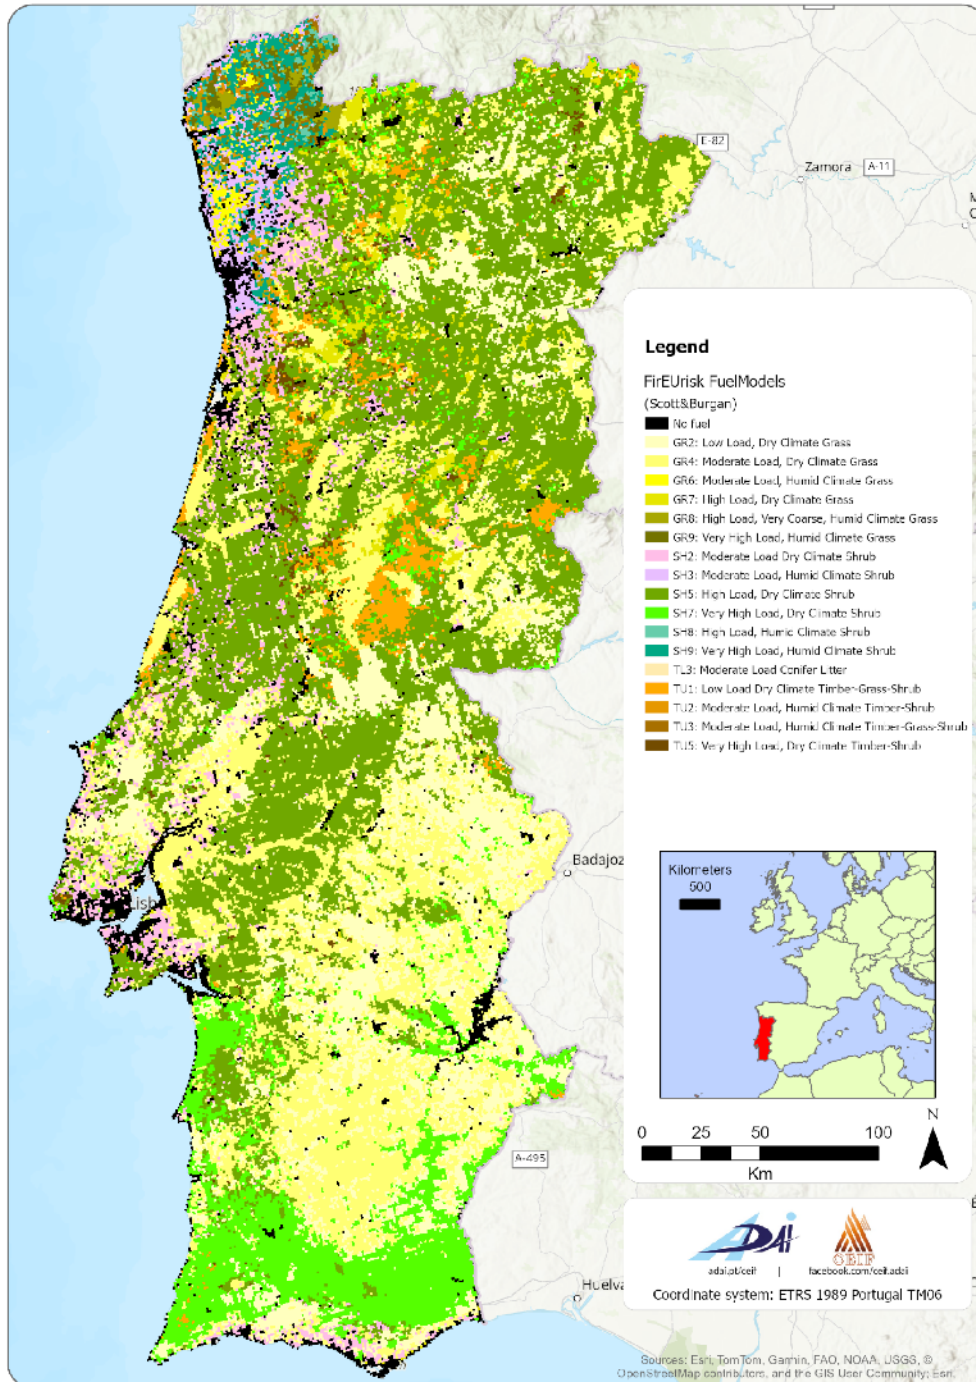 E-82
Zamora
A-11
Legend
FirEUrisk FuelModels
(Scott&Burgan)
No fuel
GR2: Low Load, Dry Climate Grass
GR4: Moderate Load, Dry Climate Grass
GR6: Moderate Load, Humid Climate Grass
GR7: High Load, Dry Climate Grass
GR8: High Load, Very Coarse, Humid Climate Grass
GR9: Very High Load, Humid Climate Grass
SH2: Moderate Load Dry Climate Shrub
SH3: Moderate Load, Humid Climate Shrub
SH5: High Load, Dry Climate Shrub
SH7: Very High Load, Dry Climate Shrub
SH8: High Load, Humid Climate Shrub
SH9: Very High Load, Humid Climate Shrub
TL3: Moderate Load Conifer Litter
TU1: Low Load Dry Climate Timber-Grass-Shrub
TU2: Moderate Load, Humid Climate Timber-Shrub
TU3: Moderate Load, Humid Climate Timber-Grass-Shrub
TU5: Very High Load, Dry Climate Timber-Shrub
Badajoz
Lisb
Kilometers
500
N
0 25 50 100
Km
A-495
ADAI
CEIF
adai.pt/ceif | facebook.com/ceif.adai
Huelva
Coordinate system: ETRS 1989 Portugal TM06
Sources: Esri, TomTom, Garmin, FAO, NOAA, USGS, ©
OpenStreetMap contributors, and the GIS User Community; Esri,